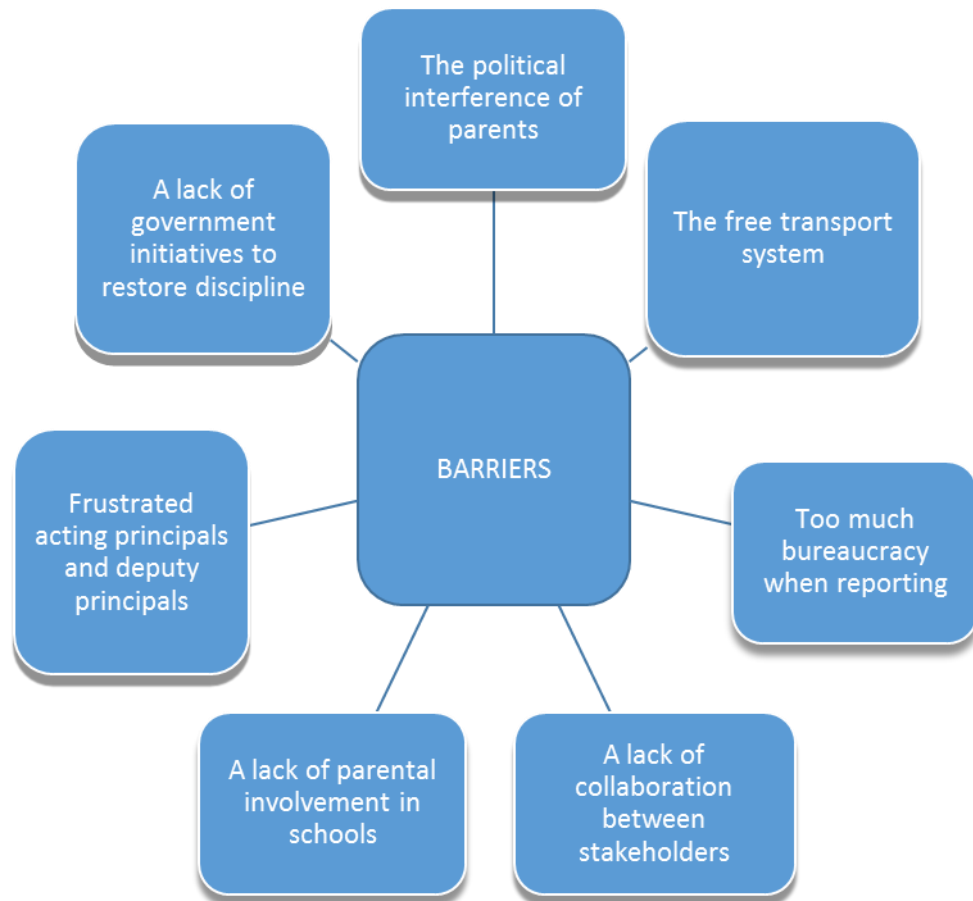 The political
interference of
parents
The free transport
system
Too much
bureaucracy
when reporting
A lack of
collaboration
between
stakeholders
A lack of parental
involvement in
schools
Frustrated
acting principals
and deputy
principals
A lack of
government
initiatives to
restore discipline
BARRIERS